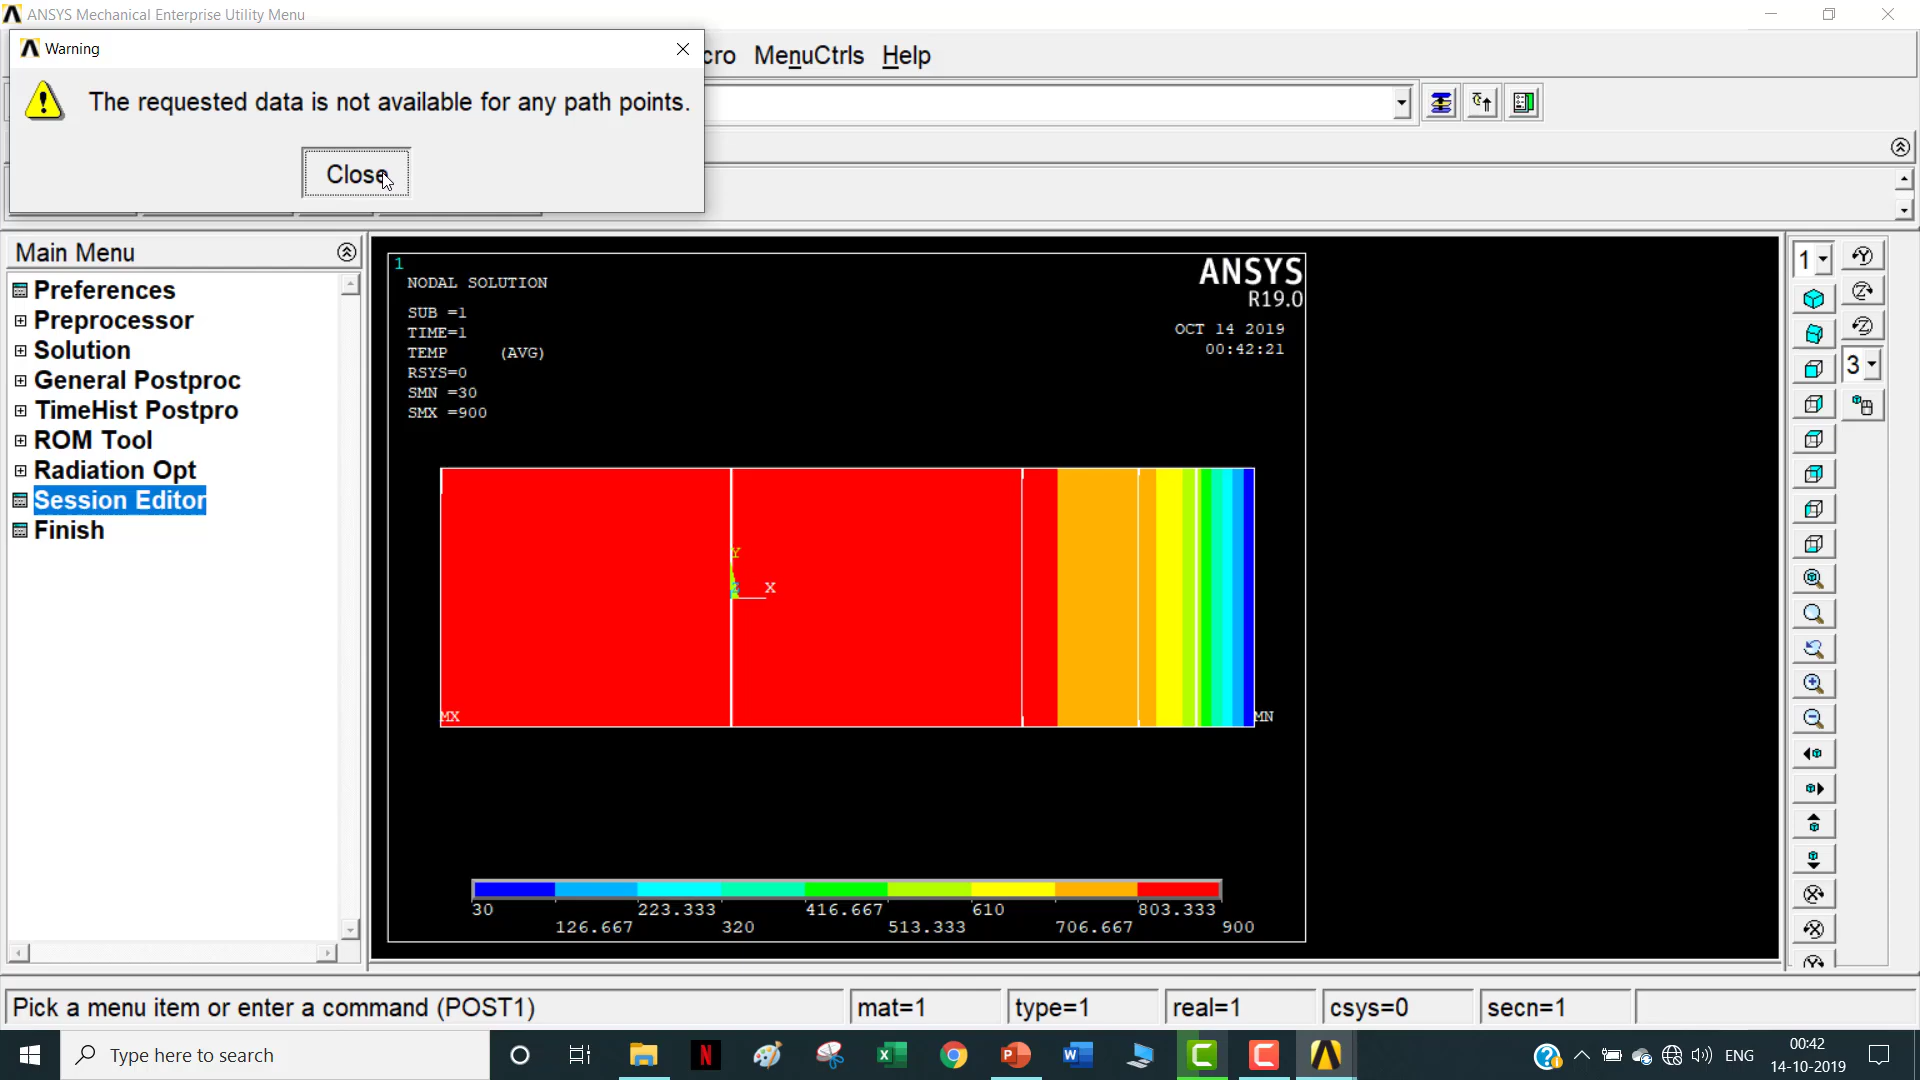 ANSYS Mechanical Enterprise Utility Menu
Warning
cro MenuCtrls Help
The requested data is not available for any path points.
Close
Main Menu
Preferences
Preprocessor
Solution
General Postproc
TimeHist Postpro
ROM Tool
Radiation Opt
Session Editor
Finish
1
NODAL SOLUTION
SUB =1
TIME=1
TEMP (AVG)
RSYS=0
SMN =30
SMX =900
ANSYS
R19.0
OCT 14 2019
00:42:21
Y
X
MX
MN
30 223.333 416.667 610 803.333
126.667 320 513.333 706.667 900
1
3
Pick a menu item or enter a command (POST1)
mat=1
type=1
real=1
csys=0
secn=1
Type here to search
ENG
00:42
14-10-2019